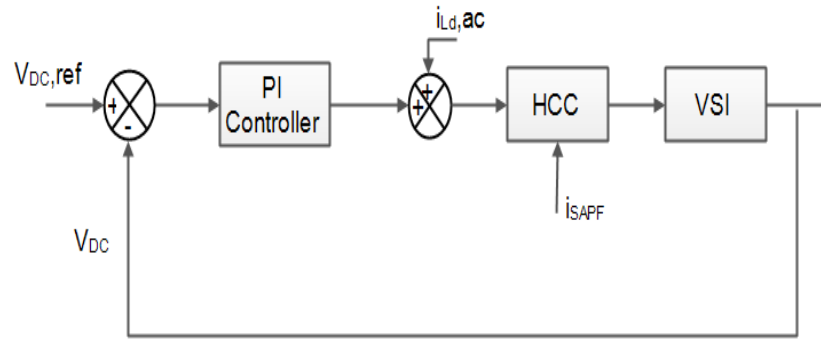 iLd,ac
VDC,ref
+
-
PI
Controller
+
+
HCC
VSI
iSAPF
VDC